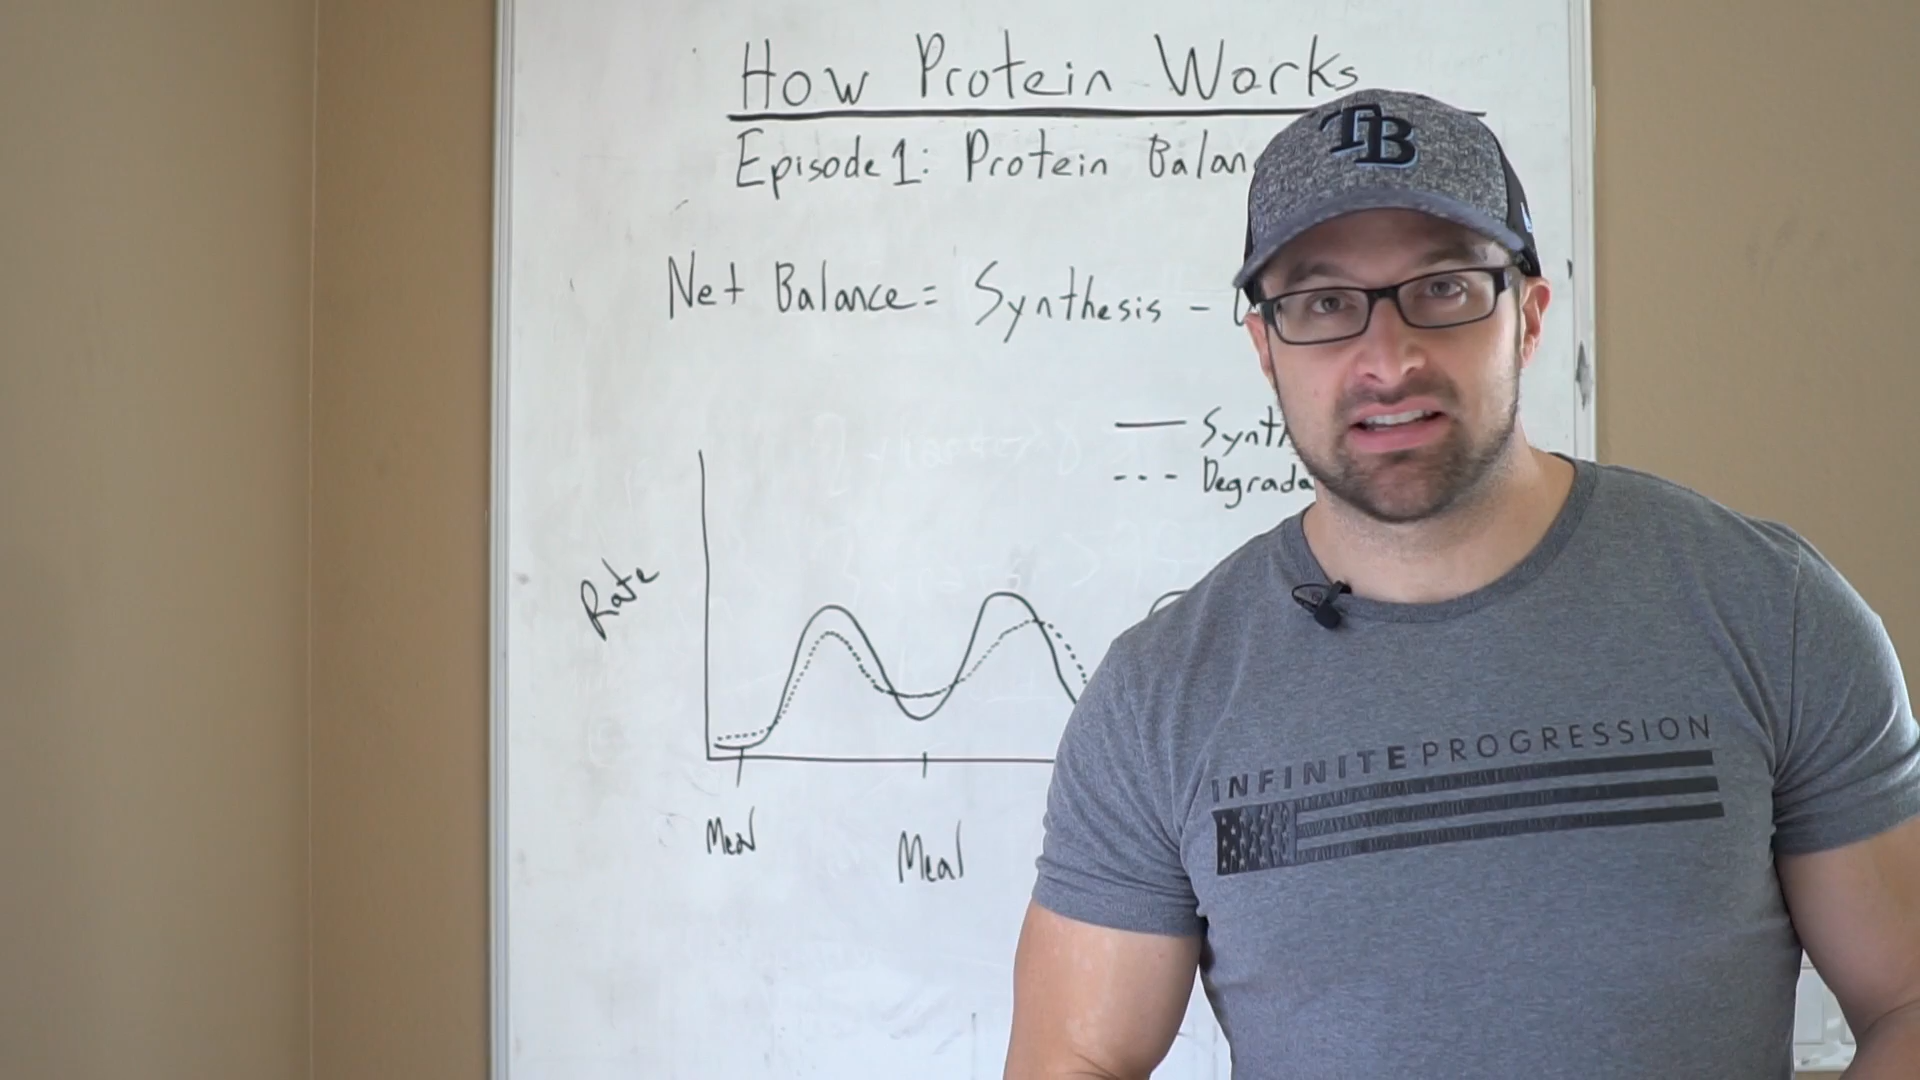 How Protein Works
Episode 1: Protein Balan
Net Balance = Synthesis -
Synth
Degrada
Rate
Meal
Meal
TB
INFINITE PROGRESSION